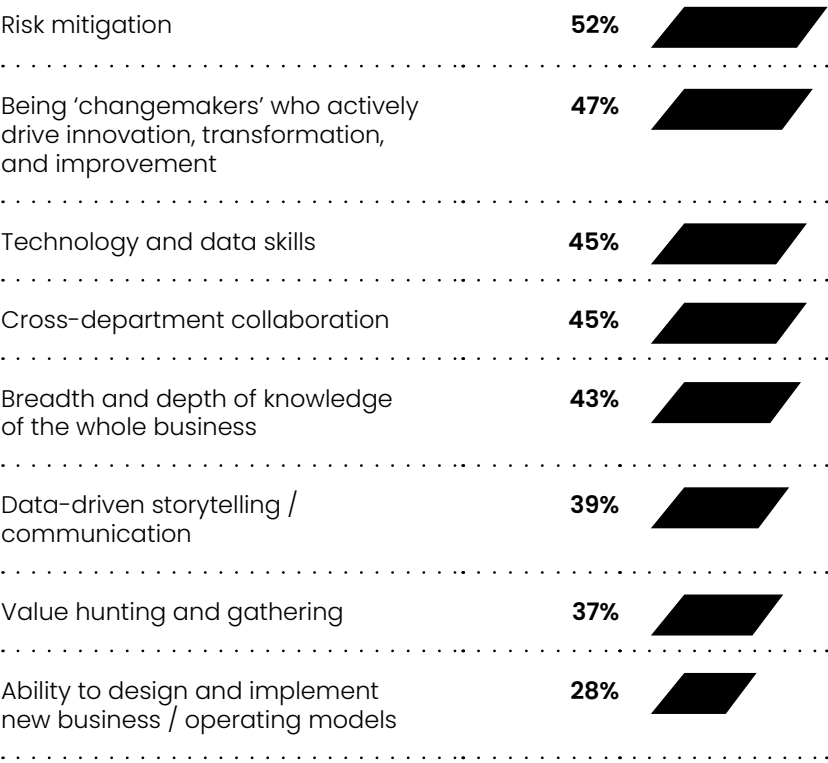 Risk mitigation 52%
Being ‘changemakers’ who actively 47%
drive innovation, transformation,
and improvement
Technology and data skills 45%
Cross-department collaboration 45%
Breadth and depth of knowledge 43%
of the whole business
Data-driven storytelling / 39%
communication
Value hunting and gathering 37%
Ability to design and implement 28%
new business / operating models